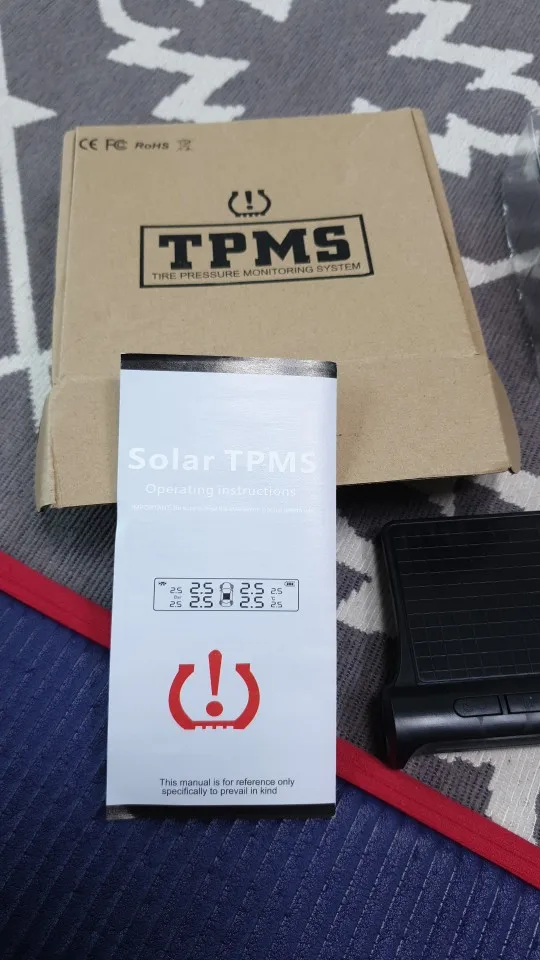 CE FC RoHS
TPMS
TIRE PRESSURE MONITORING SYSTEM
Solar TPMS
Operating instructions
2.5 2.5 2.5 2.5
2.5 2.5 2.5 2.5
This manual is for reference only
specifically to prevail in kind